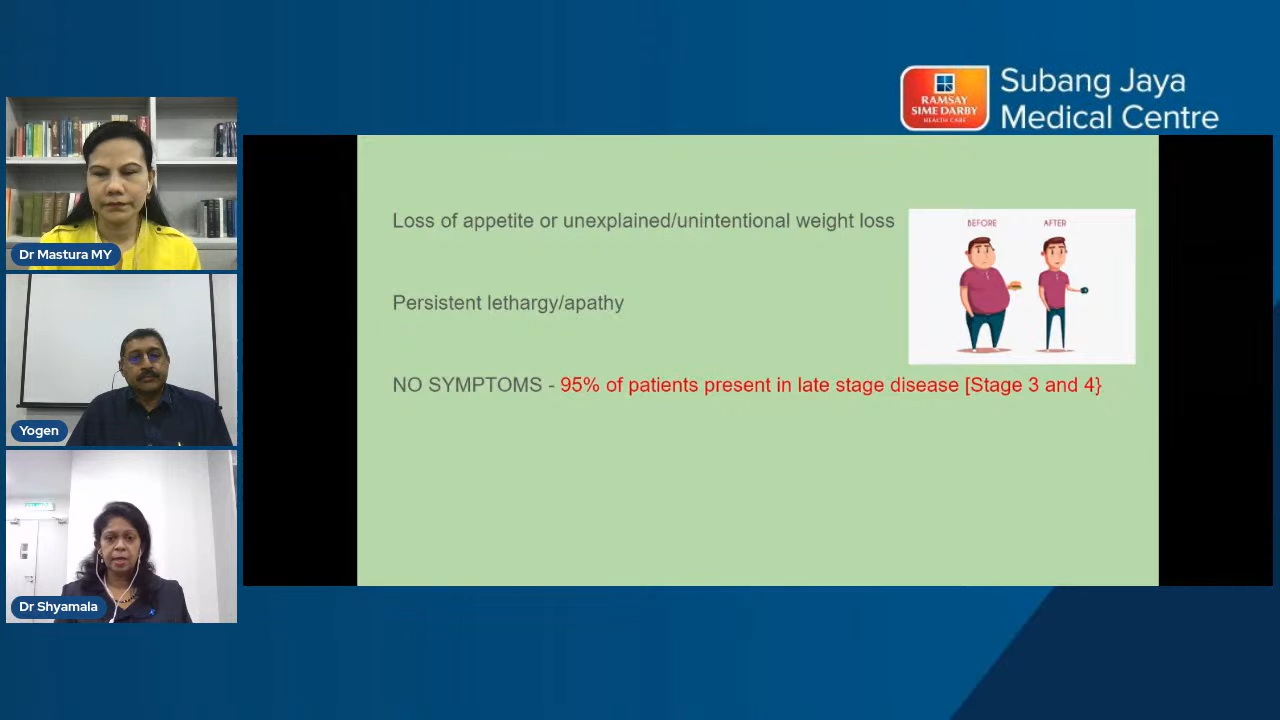 RAMSAY
SIME DARBY
HEALTH CARE
Subang Jaya
Medical Centre
Dr Mastura MY
Yogen
Dr Shyamala
Loss of appetite or unexplained/unintentional weight loss
BEFORE
AFTER
Persistent lethargy/apathy
NO SYMPTOMS - 95% of patients present in late stage disease [Stage 3 and 4}